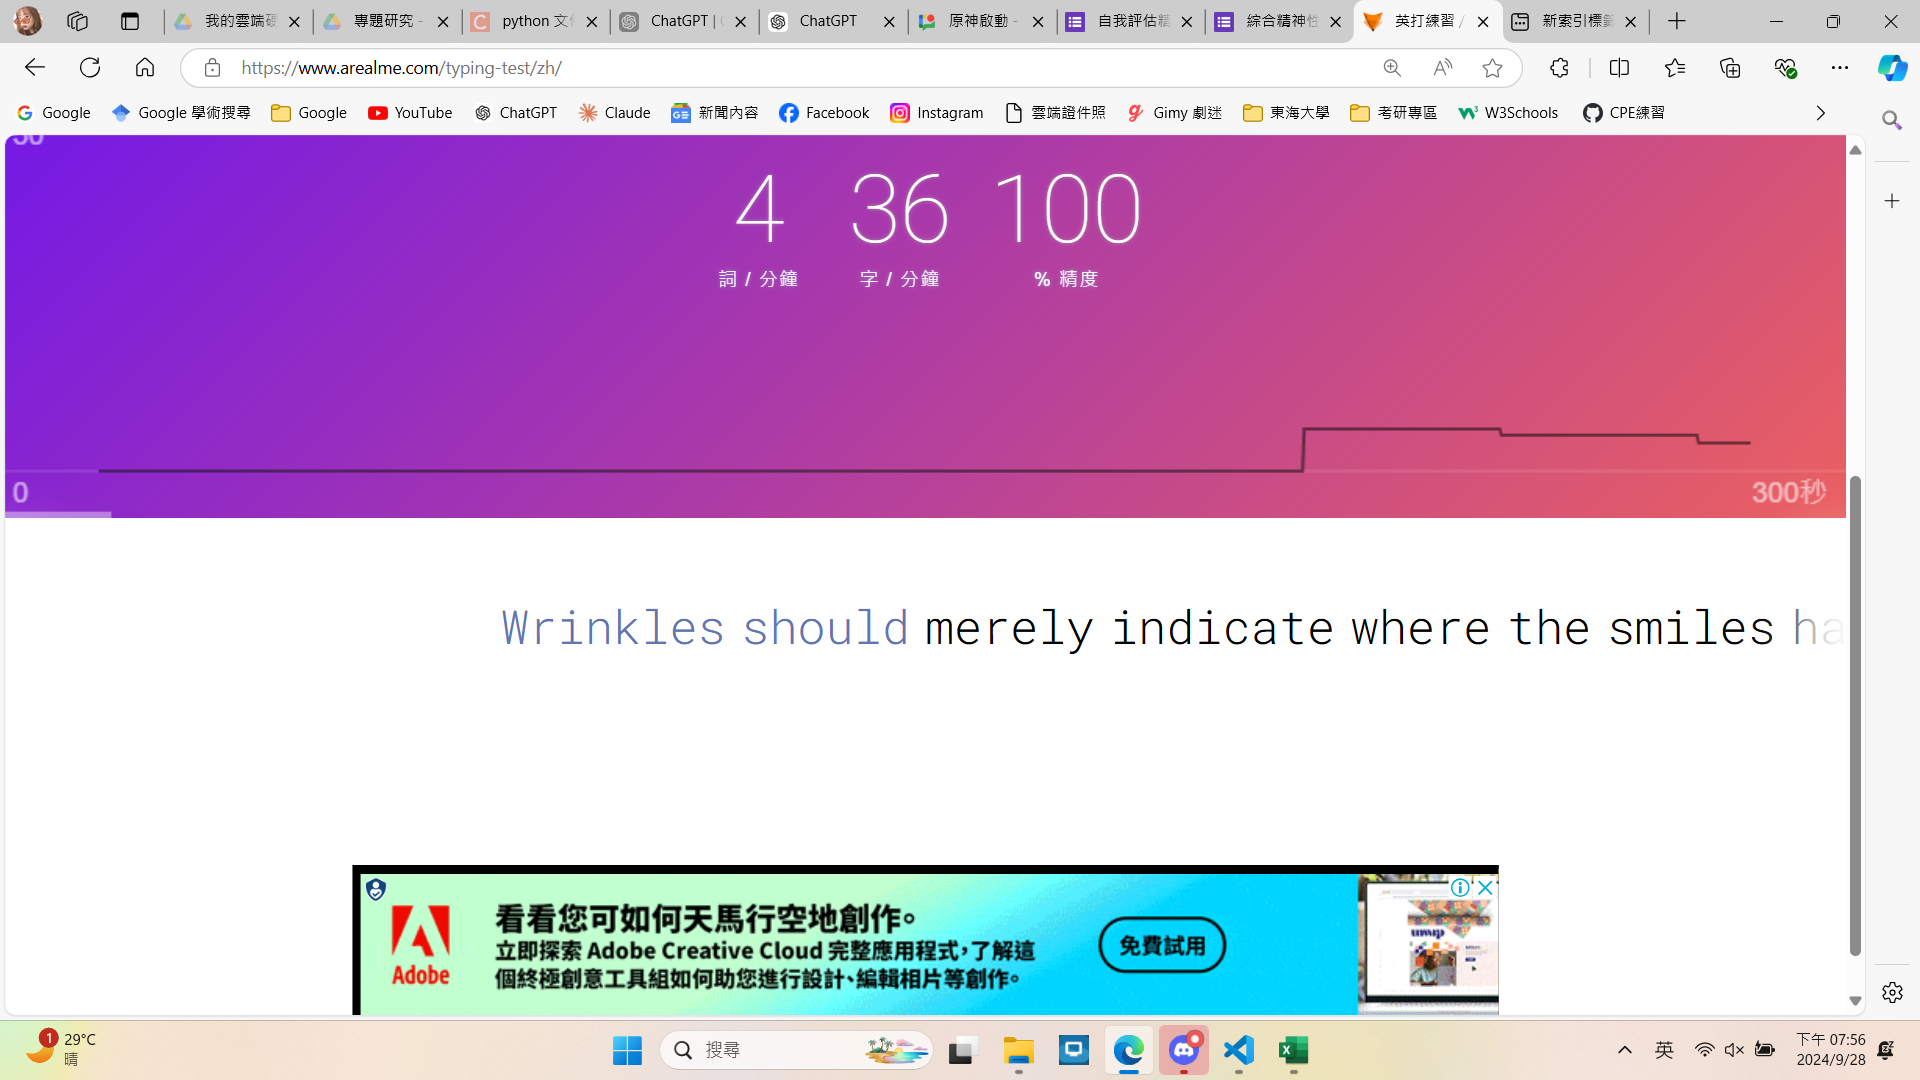 我的雲端硬
專題研究 -
python 文件
ChatGPT | 
ChatGPT
原神啟動 -
自我評估精
綜合精神性
英打練習 /
新索引標籤
https://www.arealme.com/typing-test/zh/
Google
Google 學術搜尋
Google
YouTube
ChatGPT
Claude
新聞內容
Facebook
Instagram
雲端證件照
Gimy 劇迷
東海大學
考研專區
W3Schools
CPE練習
50
4 36 100
詞 / 分鐘 字 / 分鐘 % 精度
0 300秒
Wrinkles should merely indicate where the smiles ha
看看您可如何天馬行空地創作。
立即探索 Adobe Creative Cloud 完整應用程式，了解這
個終極創意工具組如何助您進行設計、編輯相片等創作。
Adobe
免費試用
1
29°C
晴
搜尋
英
下午 07:56
2024/9/28